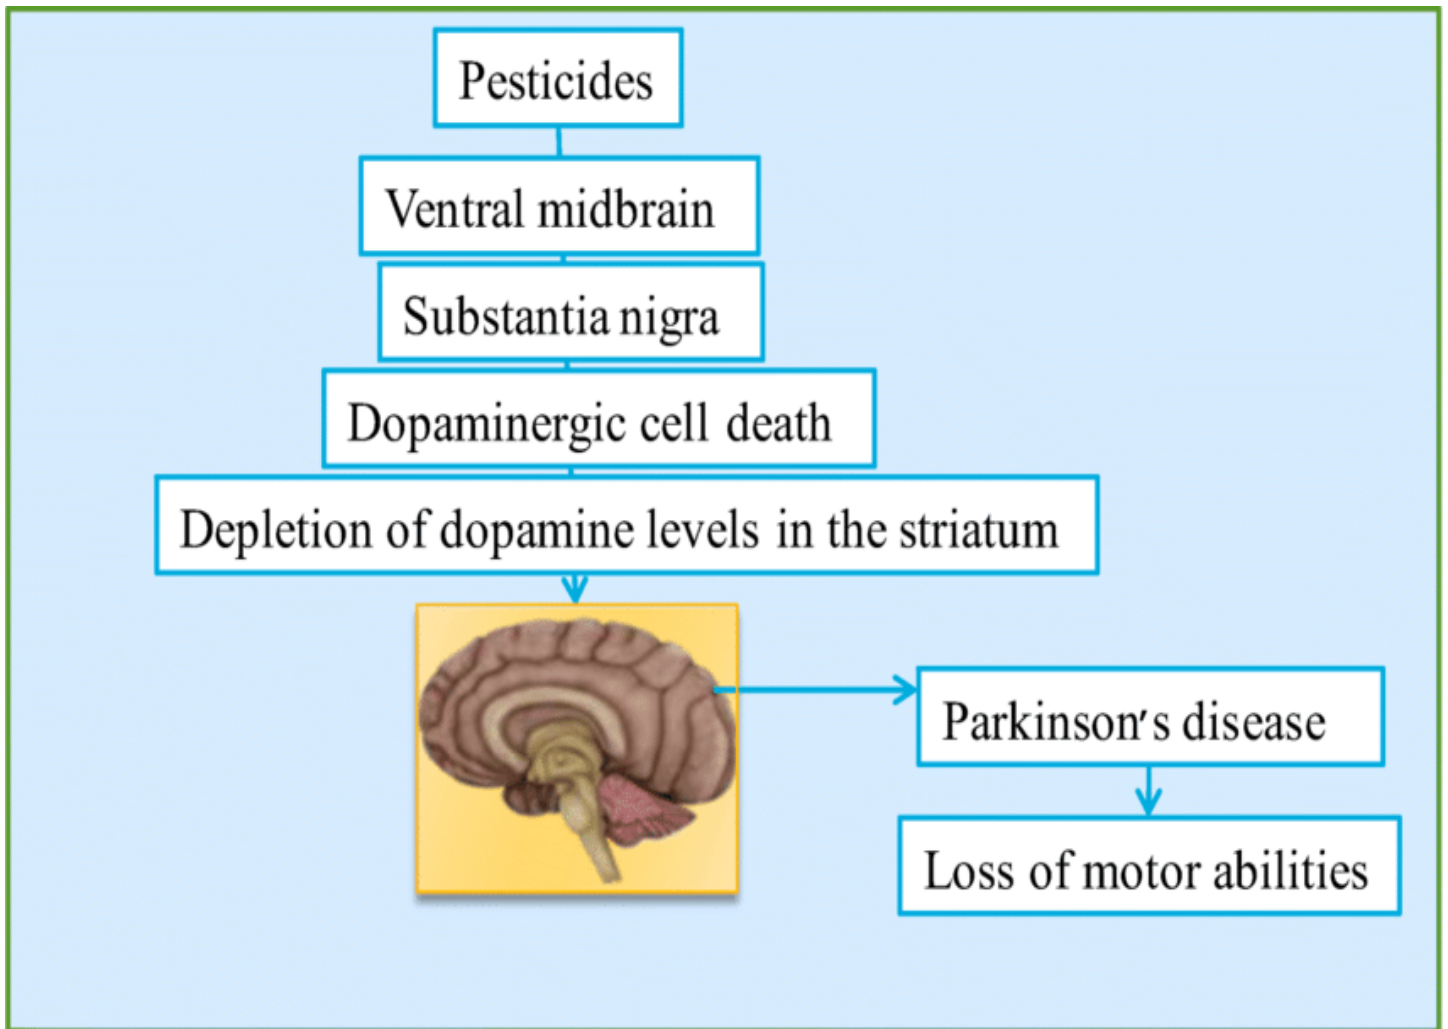 Pesticides
Ventral midbrain
Substantia nigra
Dopaminergic cell death
Depletion of dopamine levels in the striatum
Parkinson′s disease
Loss of motor abilities